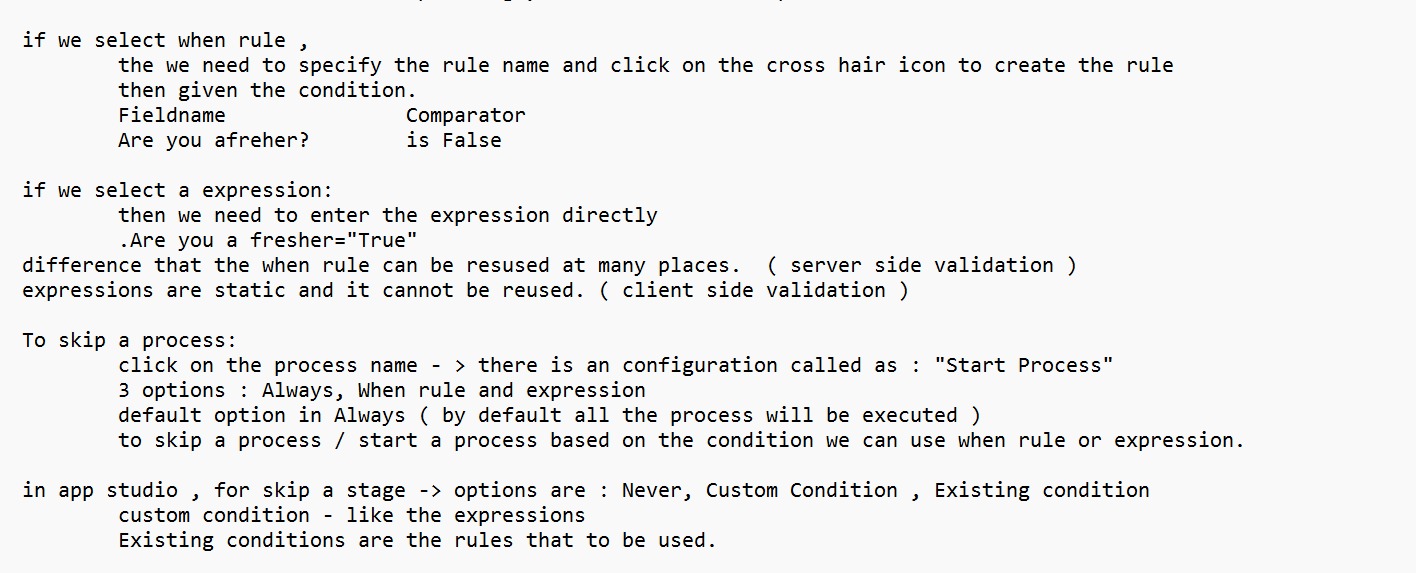 if we select when rule ,
the we need to specify the rule name and click on the cross hair icon to create the rule
then given the condition.
Fieldname Comparator
Are you afreher? is False
if we select a expression:
then we need to enter the expression directly
.Are you a fresher="True"
difference that the when rule can be resused at many places. ( server side validation )
expressions are static and it cannot be reused. ( client side validation )
To skip a process:
click on the process name - > there is an configuration called as : "Start Process"
3 options : Always, When rule and expression
default option in Always ( by default all the process will be executed )
to skip a process / start a process based on the condition we can use when rule or expression.
in app studio , for skip a stage -> options are : Never, Custom Condition , Existing condition
custom condition - like the expressions
Existing conditions are the rules that to be used.